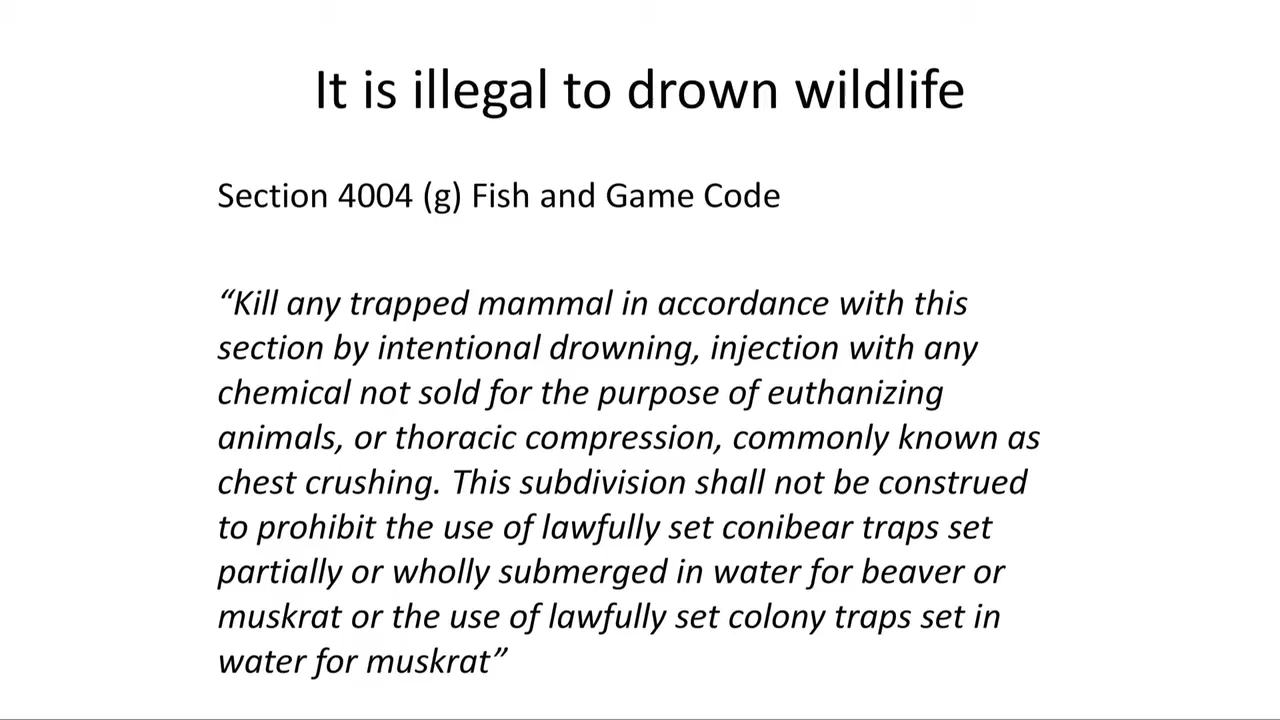 It is illegal to drown wildlife
Section 4004 (g) Fish and Game Code
“Kill any trapped mammal in accordance with this
section by intentional drowning, injection with any
chemical not sold for the purpose of euthanizing
animals, or thoracic compression, commonly known as
chest crushing. This subdivision shall not be construed
to prohibit the use of lawfully set conibear traps set
partially or wholly submerged in water for beaver or
muskrat or the use of lawfully set colony traps set in
water for muskrat”